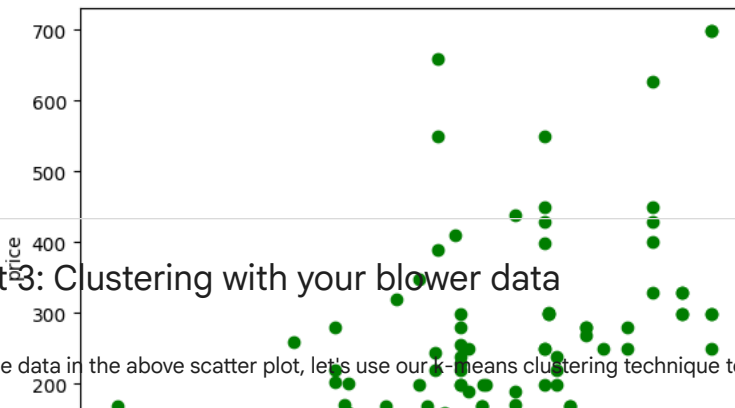 700
600
500
400
price
t 3: Clustering with your blower data
300
e data in the above scatter plot, let's use our k-means clustering technique t
200